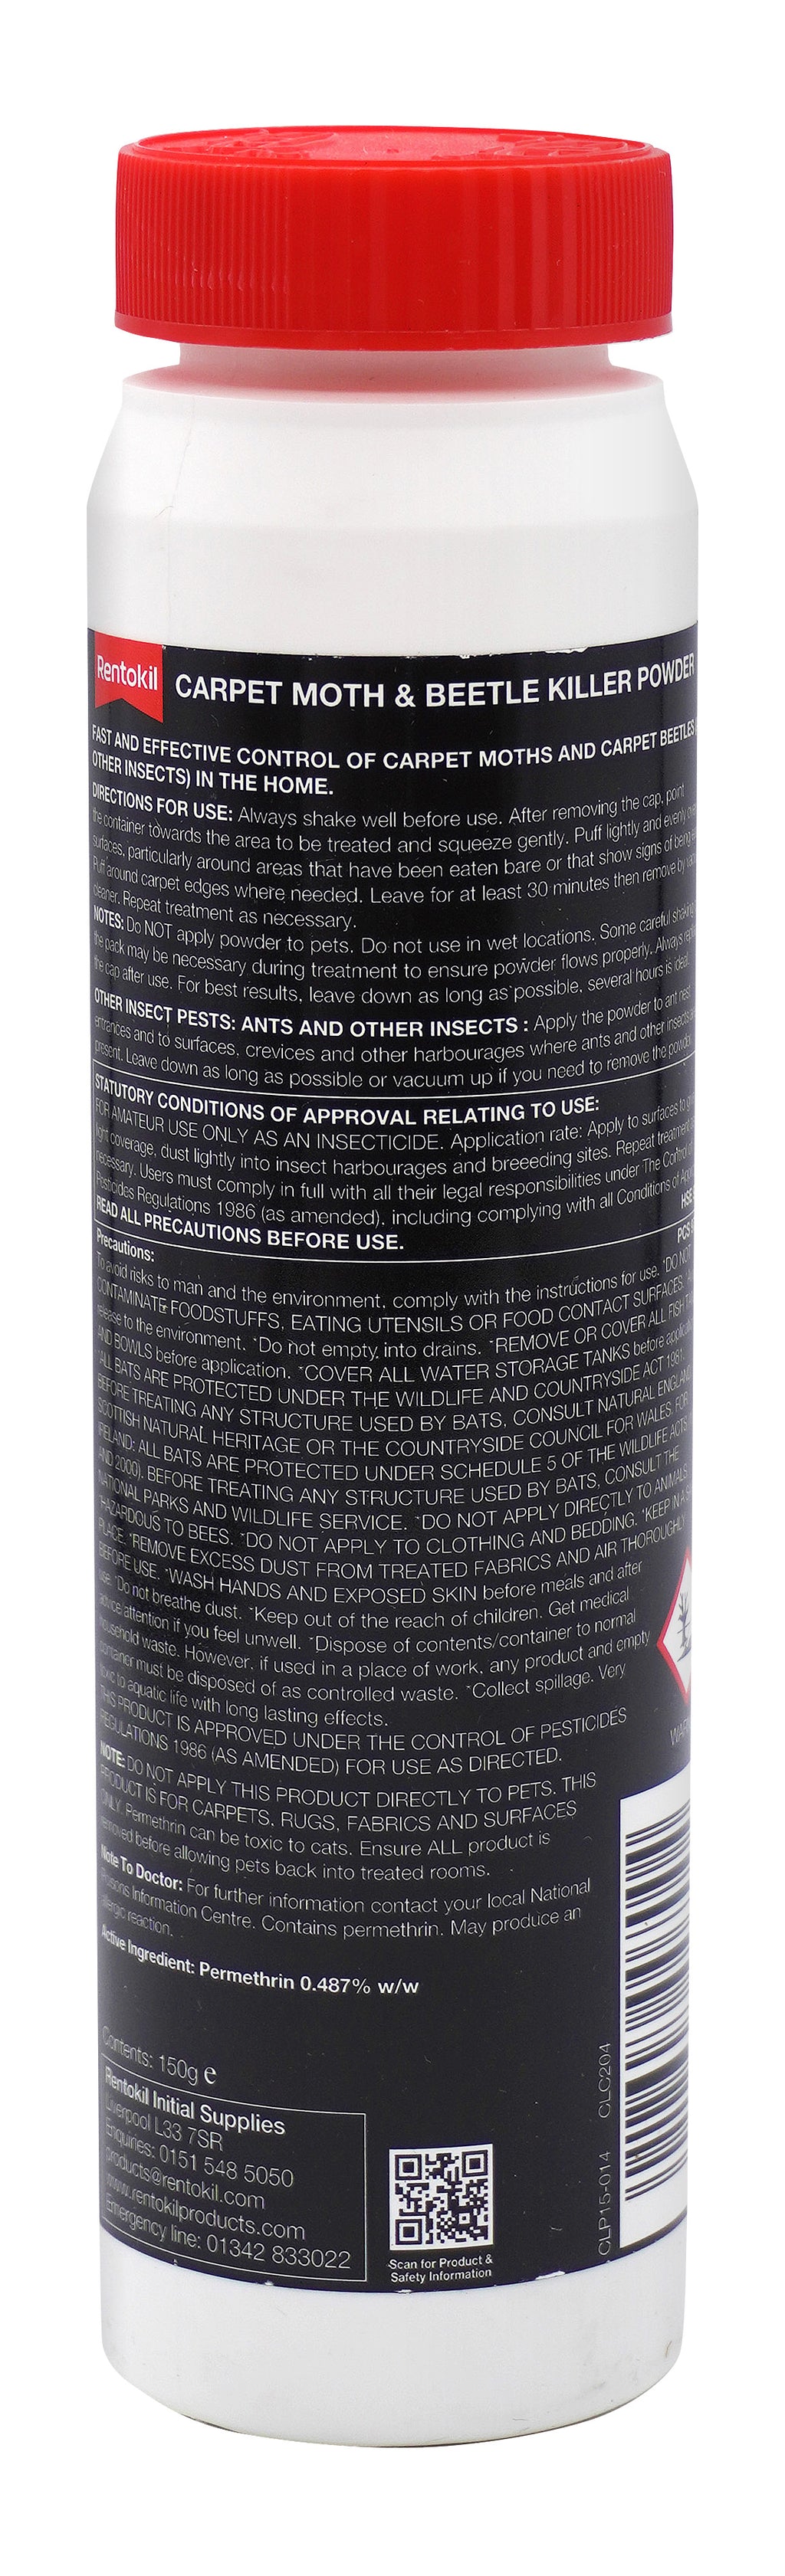 Rentokil
CARPET MOTH & BEETLE KILLER POWDER
FAST AND EFFECTIVE CONTROL OF CARPET MOTHS AND CARPET BEETLES
OTHER INSECTS) IN THE HOME.
DIRECTIONS FOR USE: Always shake well before use. After removing the cap, point
the container towards the area to be treated and squeeze gently. Puff lightly and evenly
surfaces, particularly around areas that have been eaten bare or that show signs of being
Puff around carpet edges where needed. Leave for at least 30 minutes then remove by
cleaner. Repeat treatment as necessary.
NOTES: Do NOT apply powder to pets. Do not use in wet locations. Some careful shaking
the pack may be necessary during treatment to ensure powder flows properly. Always
the cap after use. For best results, leave down as long as possible, several hours is ideal.
OTHER INSECT PESTS: ANTS AND OTHER INSECTS : Apply the powder to ant nest
entrances and to surfaces, crevices and other harbourages where ants and other insects
present. Leave down as long as possible or vacuum up if you need to remove the powder.
STATUTORY CONDITIONS OF APPROVAL RELATING TO USE:
FOR AMATEUR USE ONLY AS AN INSECTICIDE. Application rate: Apply to surfaces to
light coverage, dust lightly into insect harbourages and breeeding sites. Repeat treatment
necessary. Users must comply in full with all their legal responsibilities under The Control of
Pesticides Regulations 1986 (as amended), including complying with all Conditions of
READ ALL PRECAUTIONS BEFORE USE.
HSE
PCS
Precautions:
To avoid risks to man and the environment, comply with the instructions for use. *DO NOT
CONTAMINATE FOODSTUFFS, EATING UTENSILS OR FOOD CONTACT SURFACES.
release to the environment. *Do not empty into drains. *REMOVE OR COVER ALL FISH
AND BOWLS before application. *COVER ALL WATER STORAGE TANKS before
*ALL BATS ARE PROTECTED UNDER THE WILDLIFE AND COUNTRYSIDE ACT 1981.
BEFORE TREATING ANY STRUCTURE USED BY BATS, CONSULT NATURAL ENGLAND,
SCOTTISH NATURAL HERITAGE OR THE COUNTRYSIDE COUNCIL FOR WALES. FOR
IRELAND: ALL BATS ARE PROTECTED UNDER SCHEDULE 5 OF THE WILDLIFE ACTS
AND 2000). BEFORE TREATING ANY STRUCTURE USED BY BATS, CONSULT THE
NATIONAL PARKS AND WILDLIFE SERVICE. *DO NOT APPLY DIRECTLY TO ANIMALS.
*HAZARDOUS TO BEES. *DO NOT APPLY TO CLOTHING AND BEDDING. *KEEP IN A
PLACE. *REMOVE EXCESS DUST FROM TREATED FABRICS AND AIR THOROUGHLY
BEFORE USE. *WASH HANDS AND EXPOSED SKIN before meals and after
use. *Do not breathe dust. *Keep out of the reach of children. Get medical
advice/attention if you feel unwell. *Dispose of contents/container to normal
household waste. However, if used in a place of work, any product and empty
container must be disposed of as controlled waste. *Collect spillage. Very
toxic to aquatic life with long lasting effects.
THIS PRODUCT IS APPROVED UNDER THE CONTROL OF PESTICIDES
REGULATIONS 1986 (AS AMENDED) FOR USE AS DIRECTED.
NOTE: DO NOT APPLY THIS PRODUCT DIRECTLY TO PETS. THIS
PRODUCT IS FOR CARPETS, RUGS, FABRICS AND SURFACES
ONLY. Permethrin can be toxic to cats. Ensure ALL product is
removed before allowing pets back into treated rooms.
Note To Doctor: For further information contact your local National
Poisons Information Centre. Contains permethrin. May produce an
allergic reaction.
Active Ingredient: Permethrin 0.487% w/w
Contents: 150g e
Rentokil Initial Supplies
Liverpool L33 7SR
Enquiries: 0151 548 5050
products@rentokil.com
www.rentokilproducts.com
Emergency line: 01342 833022
Scan for Product &
Safety Information
CLP15-014 CLC204